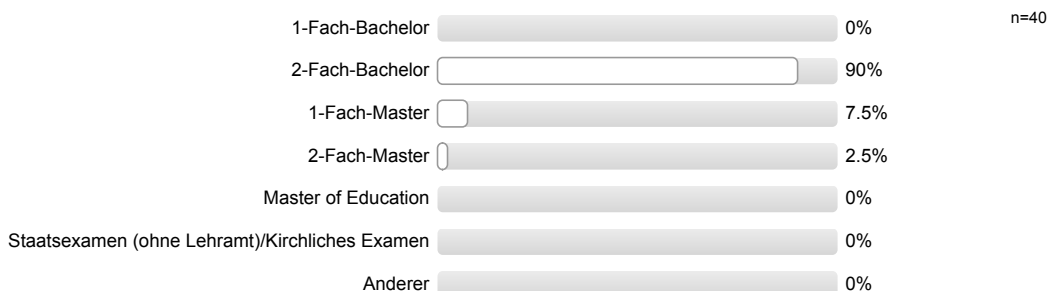 n=40
1-Fach-Bachelor 0%
2-Fach-Bachelor 90%
1-Fach-Master 7.5%
2-Fach-Master 2.5%
Master of Education 0%
Staatsexamen (ohne Lehramt)/Kirchliches Examen 0%
Anderer 0%